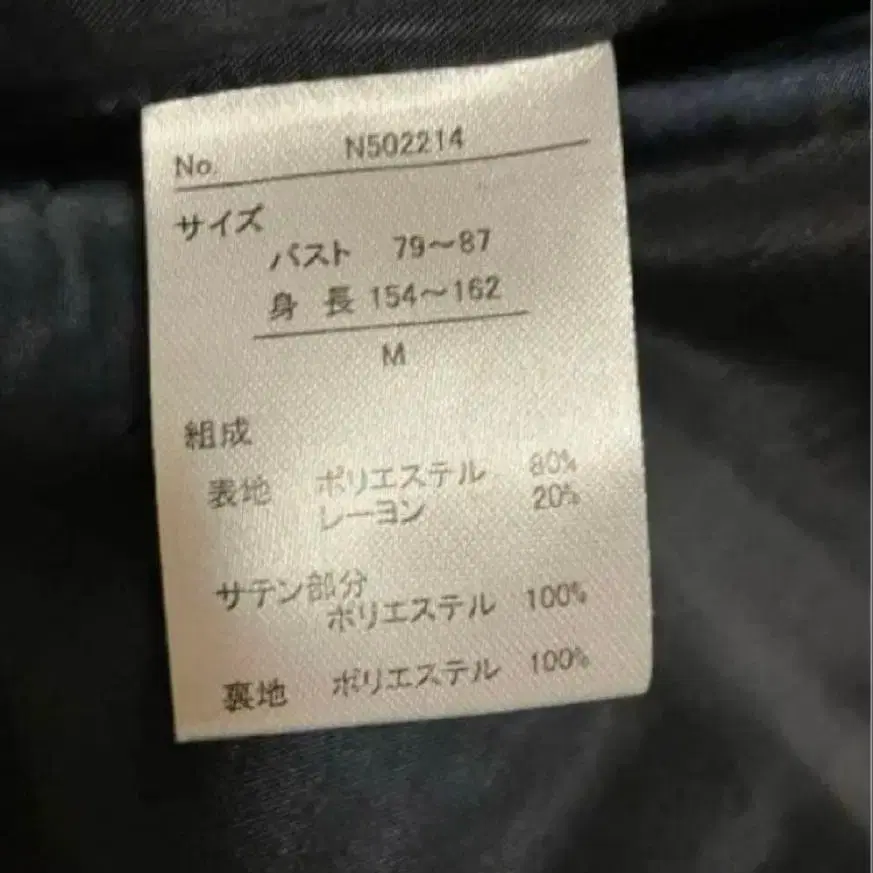 No. N502214
サイズ
バスト 79～87
身 長 154～162
M
組成
表地 ポリエステル 80%
レーヨン 20%
サテン部分
ポリエステル 100%
裏地 ポリエステル 100%